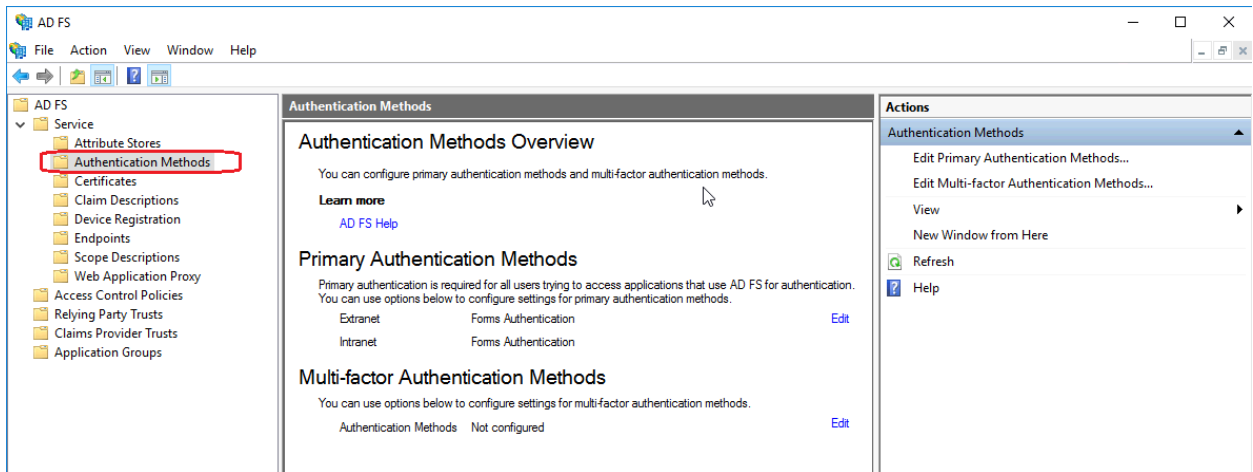 AD FS
File Action View Window Help
AD FS
Service
Attribute Stores
Authentication Methods
Certificates
Claim Descriptions
Device Registration
Endpoints
Scope Descriptions
Web Application Proxy
Access Control Policies
Relying Party Trusts
Claims Provider Trusts
Application Groups
Authentication Methods
Authentication Methods Overview
You can configure primary authentication methods and multi-factor authentication methods.
Learn more
AD FS Help
Primary Authentication Methods
Primary authentication is required for all users trying to access applications that use AD FS for authentication.
You can use options below to configure settings for primary authentication methods.
Extranet Forms Authentication Edit
Intranet Forms Authentication
Multi-factor Authentication Methods
You can use options below to configure settings for multi-factor authentication methods.
Authentication Methods Not configured Edit
Actions
Authentication Methods
Edit Primary Authentication Methods...
Edit Multi-factor Authentication Methods...
View
New Window from Here
Refresh
Help